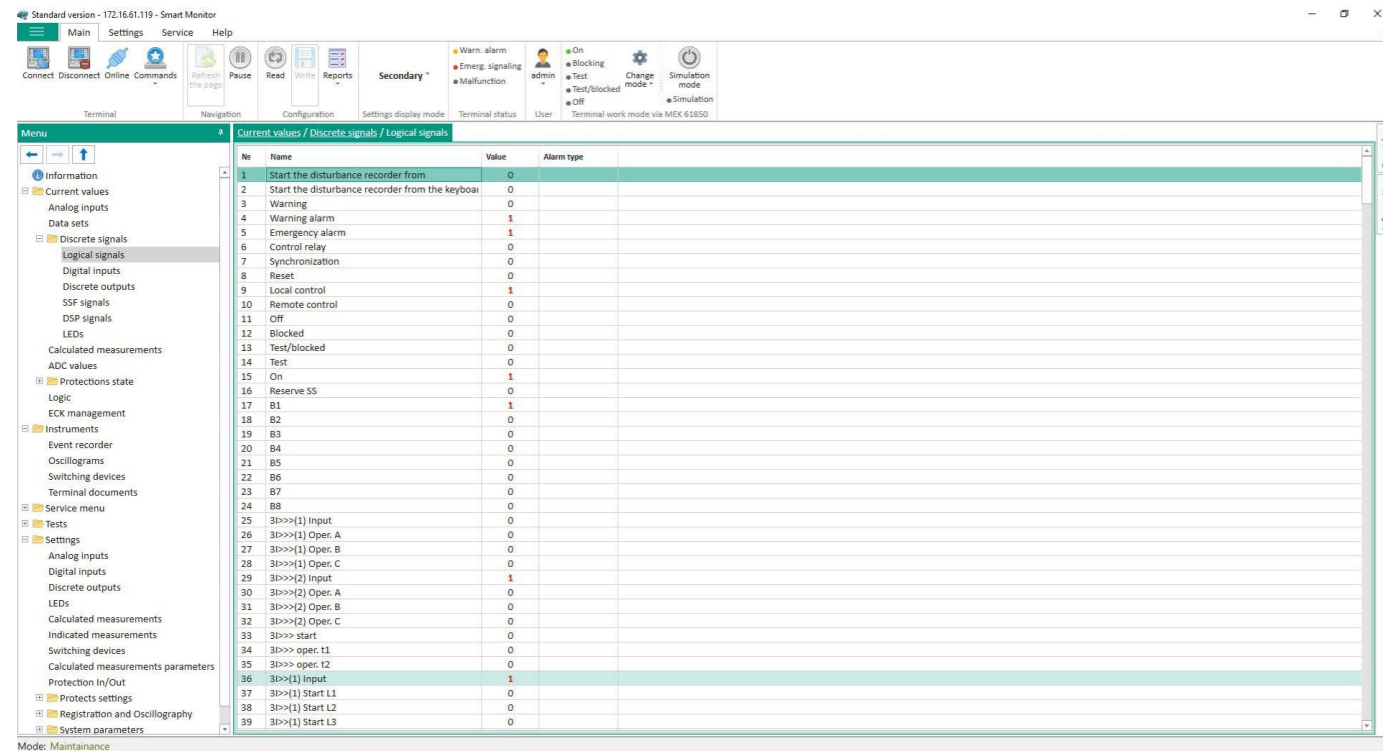 Standard version - 172.16.61.119 - Smart Monitor
Main Settings Service Help
Connect Disconnect Online Commands
Refresh the page
Pause
Read Write Reports
Secondary
Warn. alarm
Emerg. signaling
Malfunction
admin
On
Blocking
Test
Test/blocked
Off
Change mode
Simulation mode
Simulation
Terminal Navigation Configuration Settings display mode Terminal status User Terminal work mode via MEK 61850
Menu
Information
Current values
Analog inputs
Data sets
Discrete signals
Logical signals
Digital inputs
Discrete outputs
SSF signals
DSP signals
LEDs
Calculated measurements
ADC values
Protections state
Logic
ECK management
Instruments
Event recorder
Oscillograms
Switching devices
Terminal documents
Service menu
Tests
Settings
Analog inputs
Digital inputs
Discrete outputs
LEDs
Calculated measurements
Indicated measurements
Switching devices
Calculated measurements parameters
Protection In/Out
Protects settings
Registration and Oscillography
System parameters
Current values / Discrete signals / Logical signals
№ Name Value Alarm type
1 Start the disturbance recorder from 0
2 Start the disturbance recorder from the keyboar 0
3 Warning 0
4 Warning alarm 1
5 Emergency alarm 1
6 Control relay 0
7 Synchronization 0
8 Reset 0
9 Local control 1
10 Remote control 0
11 Off 0
12 Blocked 0
13 Test/blocked 0
14 Test 0
15 On 1
16 Reserve SS 0
17 B1 1
18 B2 0
19 B3 0
20 B4 0
21 B5 0
22 B6 0
23 B7 0
24 B8 0
25 3I>>>(1) Input 0
26 3I>>>(1) Oper. A 0
27 3I>>>(1) Oper. B 0
28 3I>>>(1) Oper. C 0
29 3I>>>(2) Input 1
30 3I>>>(2) Oper. A 0
31 3I>>>(2) Oper. B 0
32 3I>>>(2) Oper. C 0
33 3I>>> start 0
34 3I>>> oper. t1 0
35 3I>>> oper. t2 0
36 3I>>(1) Input 1
37 3I>>(1) Start L1 0
38 3I>>(1) Start L2 0
39 3I>>(1) Start L3 0
Mode: Maintainance